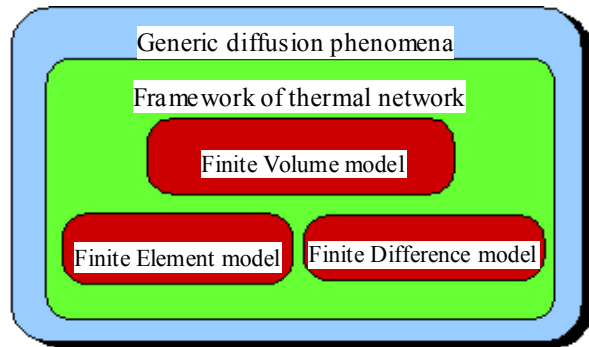 Generic diffusion phenomena
Framework of thermal network
Finite Volume model
Finite Element model
Finite Difference model